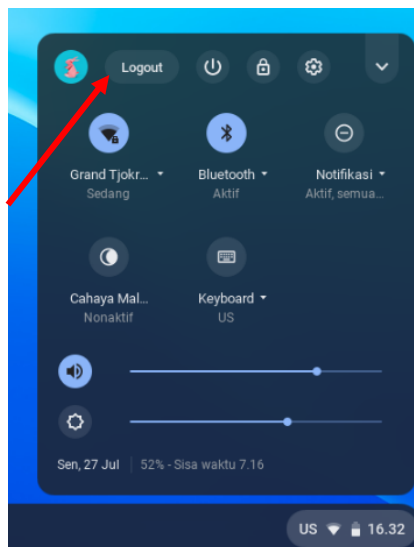 Logout
Grand Tjokr... Bluetooth Notifikasi
Sedang Aktif Aktif, semua...
Cahaya Mal... Keyboard
Nonaktif US
Sen, 27 Jul 52% - Sisa waktu 7.16
US 16.32